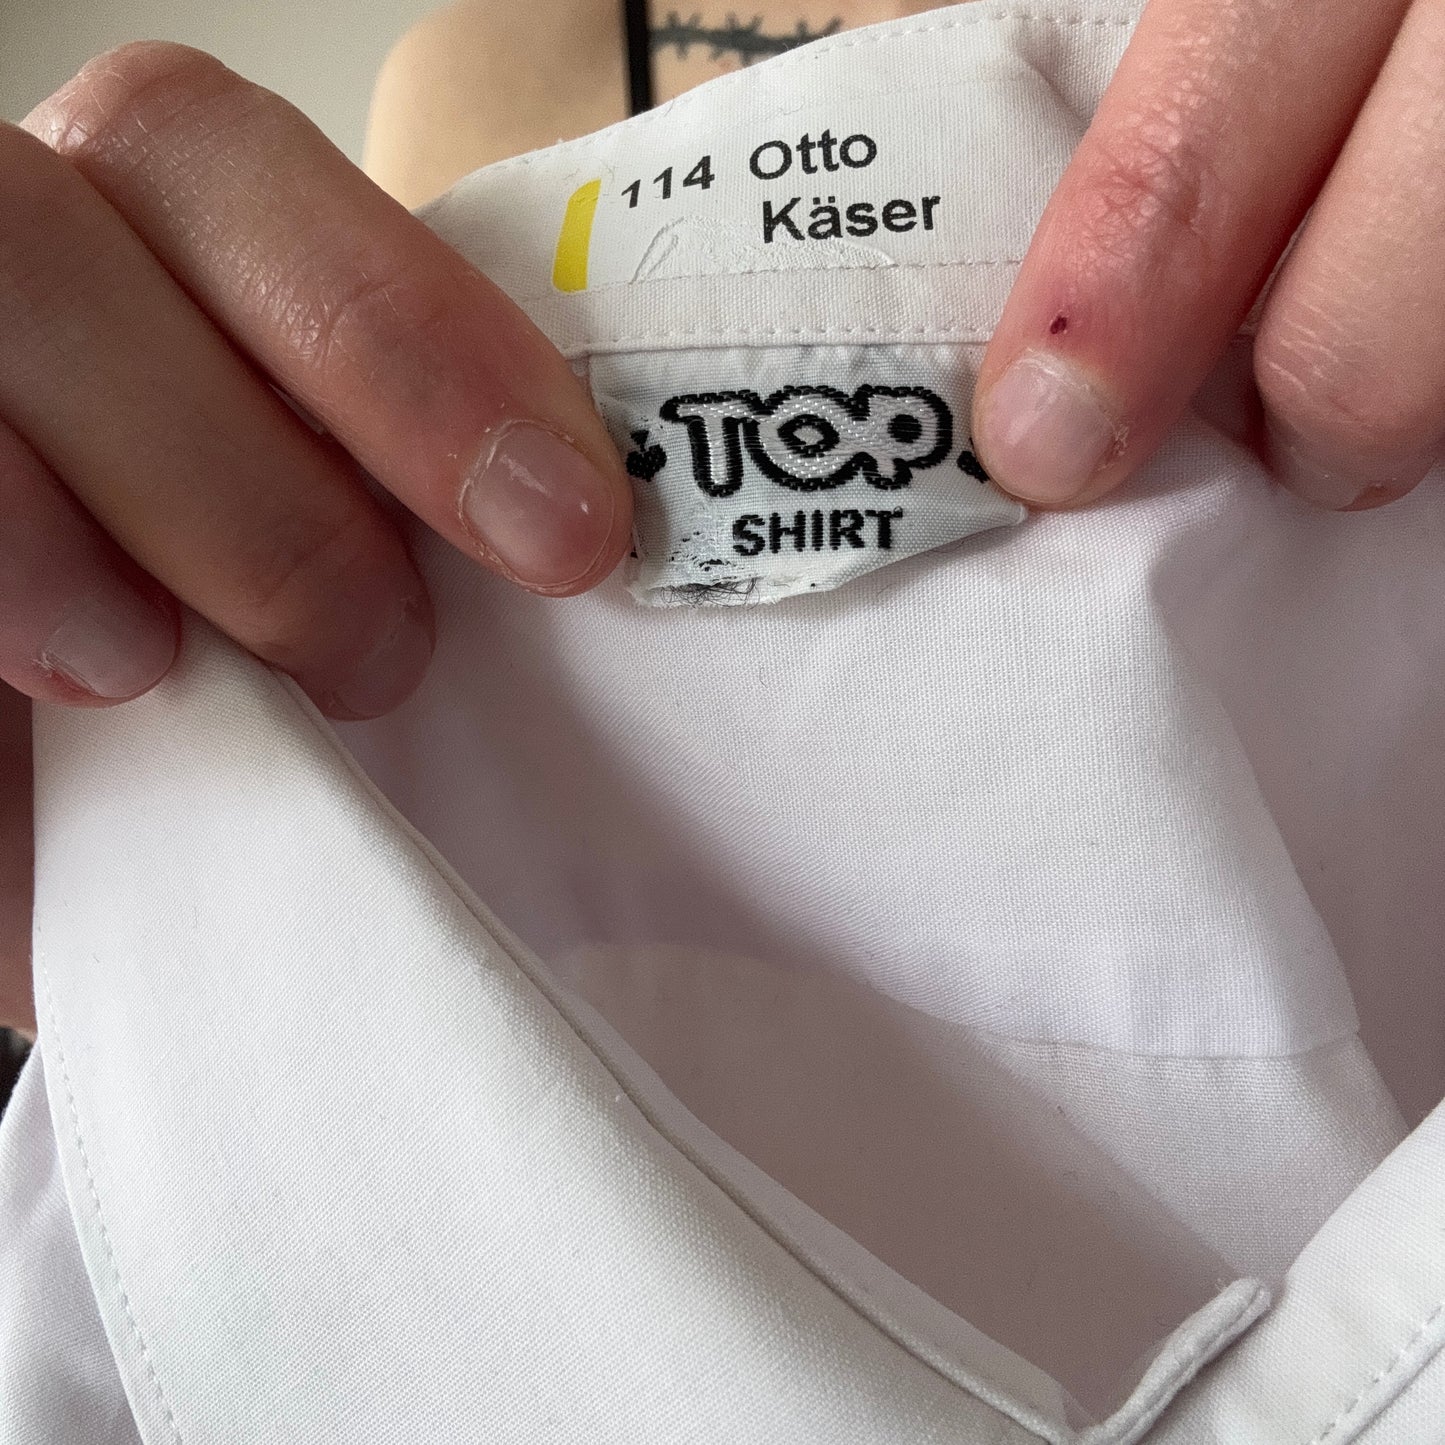 114 Otto
Käser
TOP
SHIRT